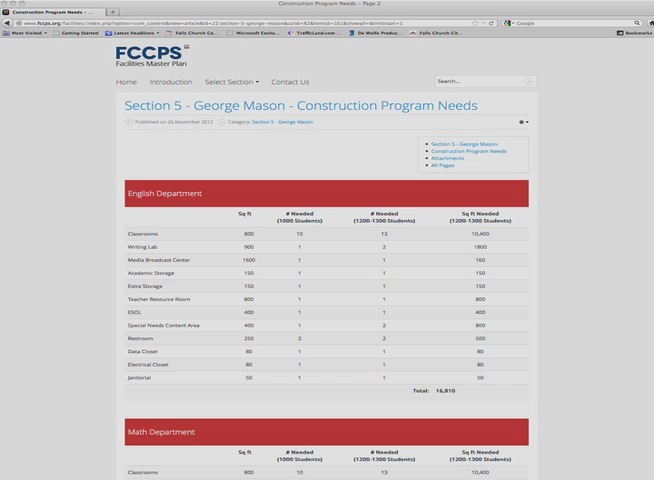 Construction Program Needs - Page 2
Construction Program Needs - ...
www.fccps.org/facilities/index.php?option=com_content&view=article&id=22:section-5-george-mason&catid=82&Itemid=161&showall=&limitstart=1
Google
Most Visited Getting Started Latest Headlines Falls Church Co... Microsoft Excha... TrafficLand.com ... De Wolfe Produc... Falls Church Cit... Bookmarks
FCCPS
Facilities Master Plan
Home Introduction Select Section Contact Us Search...
Section 5 - George Mason - Construction Program Needs
Published on 26 November 2012 Category: Section 5 - George Mason
Section 5 - George Mason
Construction Program Needs
Attachments
All Pages
English Department
Sq ft # Needed (1000 Students) # Needed (1200-1300 Students) Sq ft Needed (1200-1300 Students)
Classrooms 800 10 13 10,400
Writing Lab 900 1 2 1800
Media Broadcast Center 1600 1 1 160
Academic Storage 150 1 1 150
Extra Storage 150 1 1 150
Teacher Resource Room 800 1 1 800
ESOL 400 1 1 400
Special Needs Content Area 400 1 2 800
Restroom 250 2 2 500
Data Closet 80 1 1 80
Electrical Closet 80 1 1 80
Janitorial 50 1 1 50
Total: 16,810
Math Department
Sq ft # Needed (1000 Students) # Needed (1200-1300 Students) Sq ft Needed (1200-1300 Students)
Classrooms 800 10 13 10,400